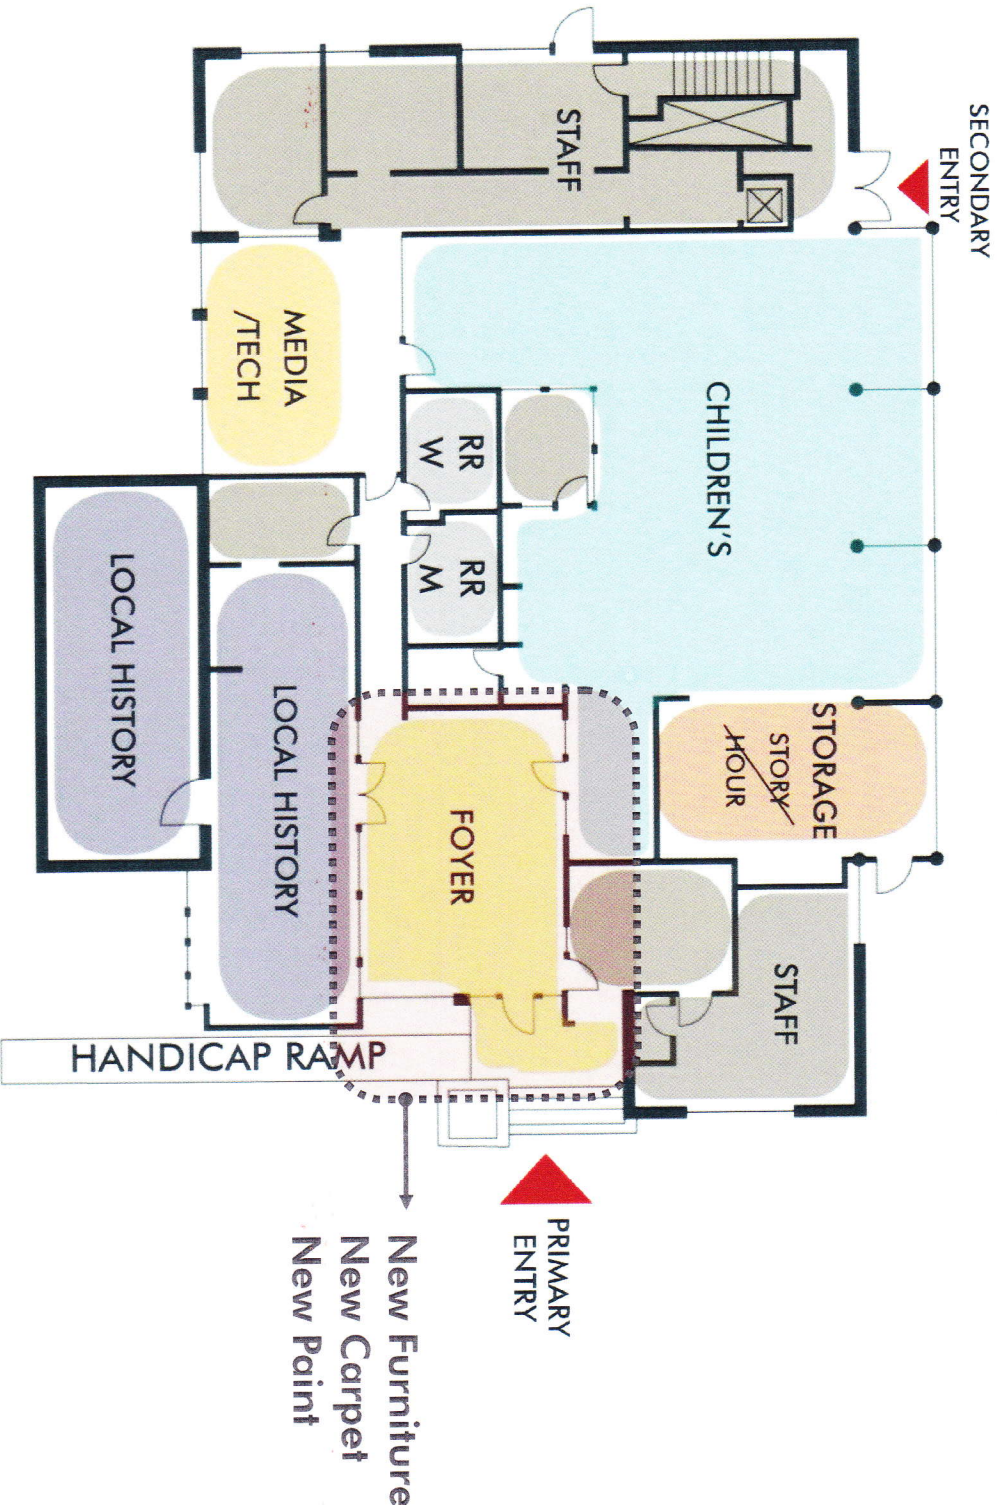 SECONDARY
ENTRY
STAFF
MEDIA
/TECH
CHILDREN'S
RR
W
RR
M
LOCAL HISTORY
LOCAL HISTORY
STORAGE
STORY
HOUR
FOYER
STAFF
HANDICAP RAMP
PRIMARY
ENTRY
New Furniture
New Carpet
New Paint